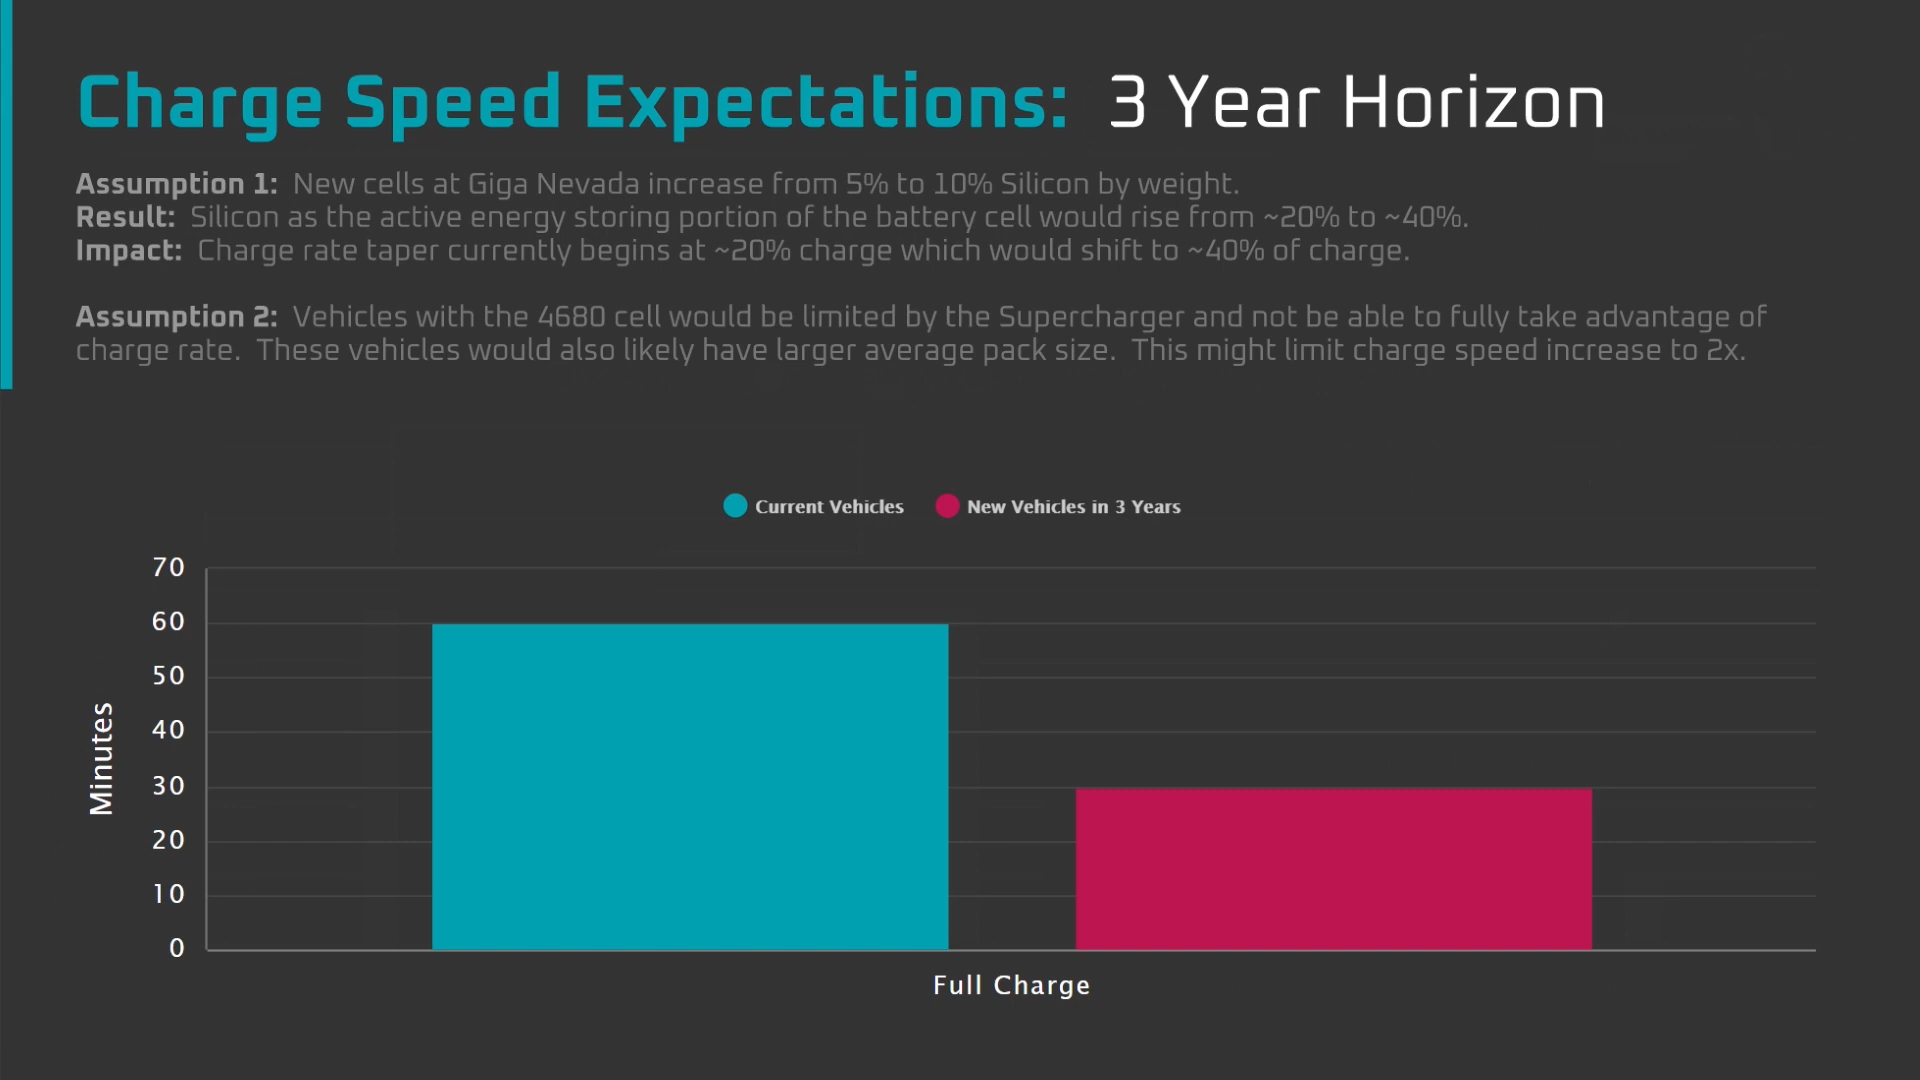 Charge Speed Expectations: 3 Year Horizon
Assumption 1: New cells at Giga Nevada increase from 5% to 10% Silicon by weight.
Result: Silicon as the active energy storing portion of the battery cell would rise from ~20% to ~40%.
Impact: Charge rate taper currently begins at ~20% charge which would shift to ~40% of charge.
Assumption 2: Vehicles with the 4680 cell would be limited by the Supercharger and not be able to fully take advantage of
charge rate. These vehicles would also likely have larger average pack size. This might limit charge speed increase to 2x.
Current Vehicles New Vehicles in 3 Years
70
60
50
40
30
20
10
0
Minutes
Full Charge